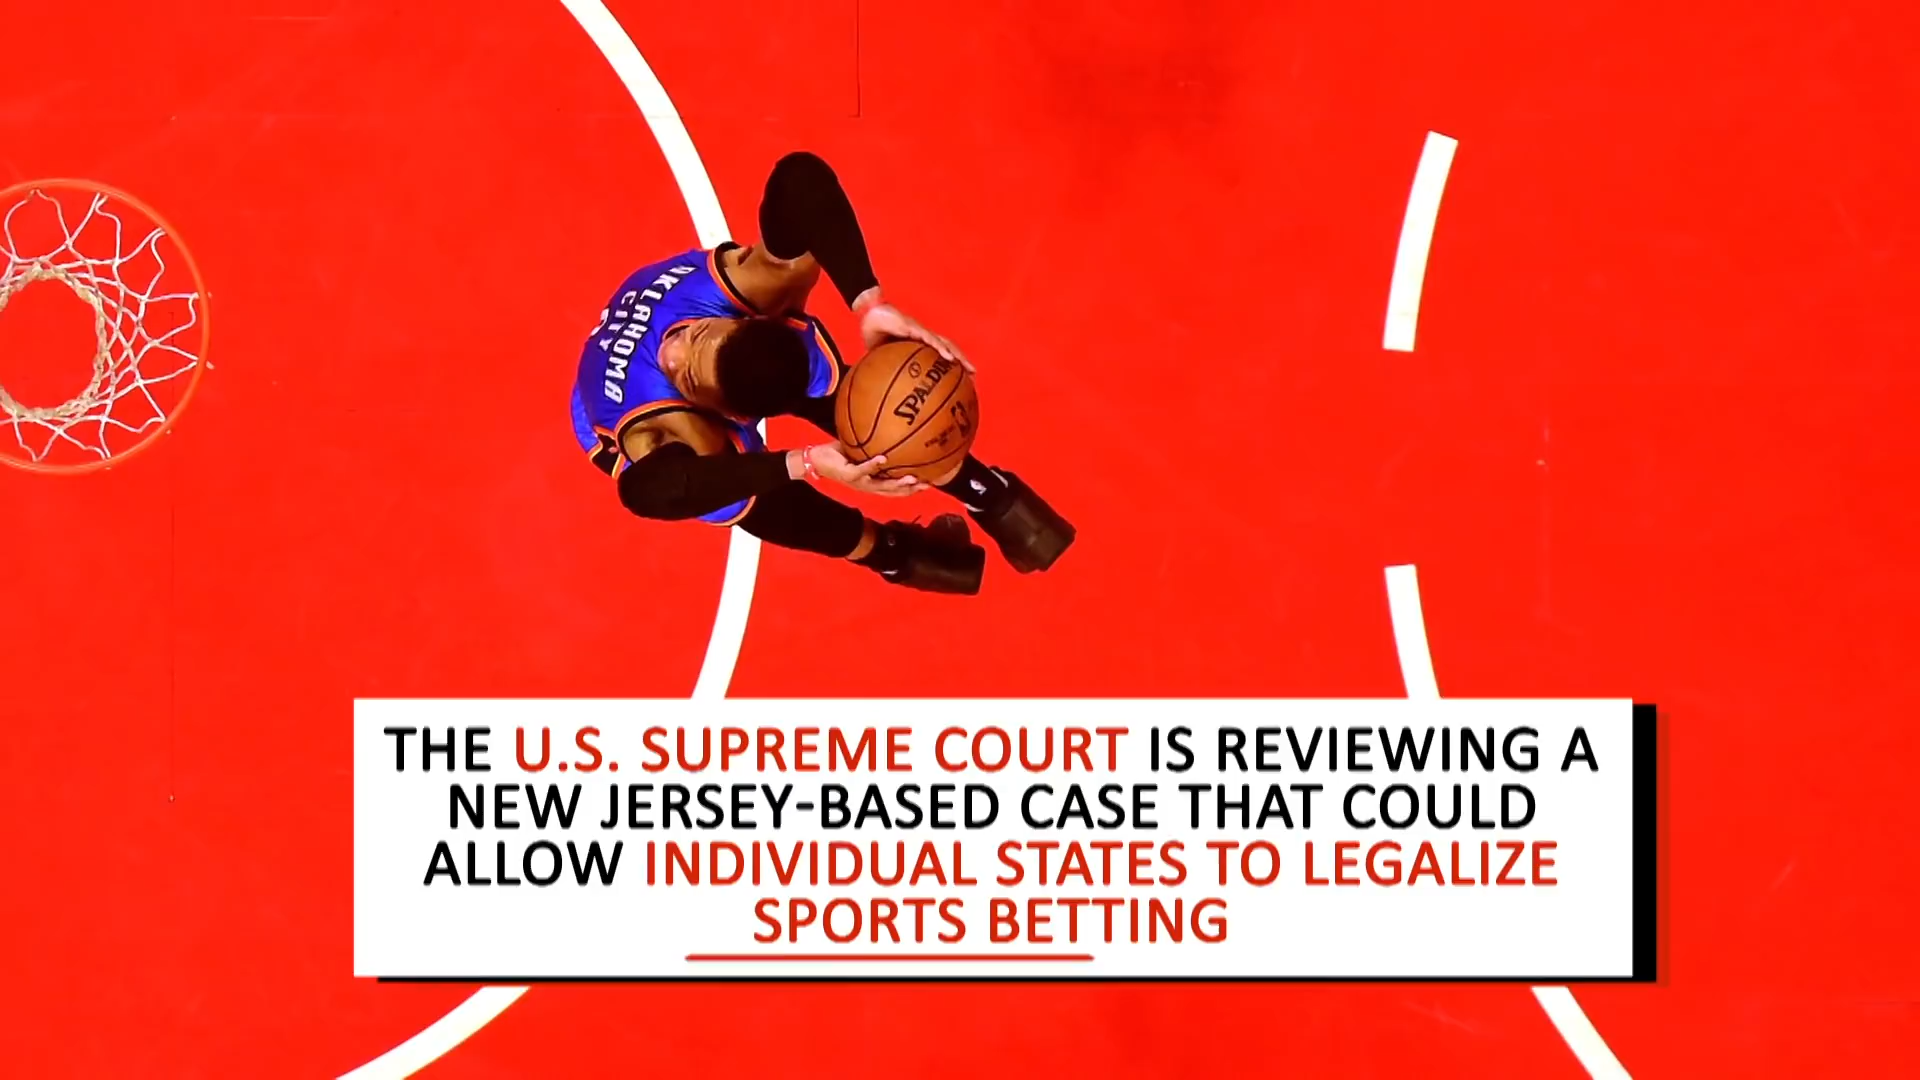 OKLAHOMA
CITY
SPALDING
THE U.S. SUPREME COURT IS REVIEWING A
NEW JERSEY-BASED CASE THAT COULD
ALLOW INDIVIDUAL STATES TO LEGALIZE
SPORTS BETTING